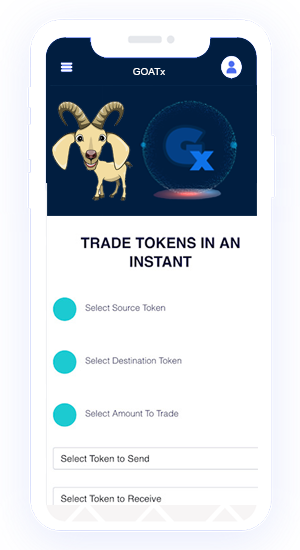 GOATx
Gx
TRADE TOKENS IN AN
INSTANT
Select Source Token
Select Destination Token
Select Amount To Trade
Select Token to Send
Select Token to Receive